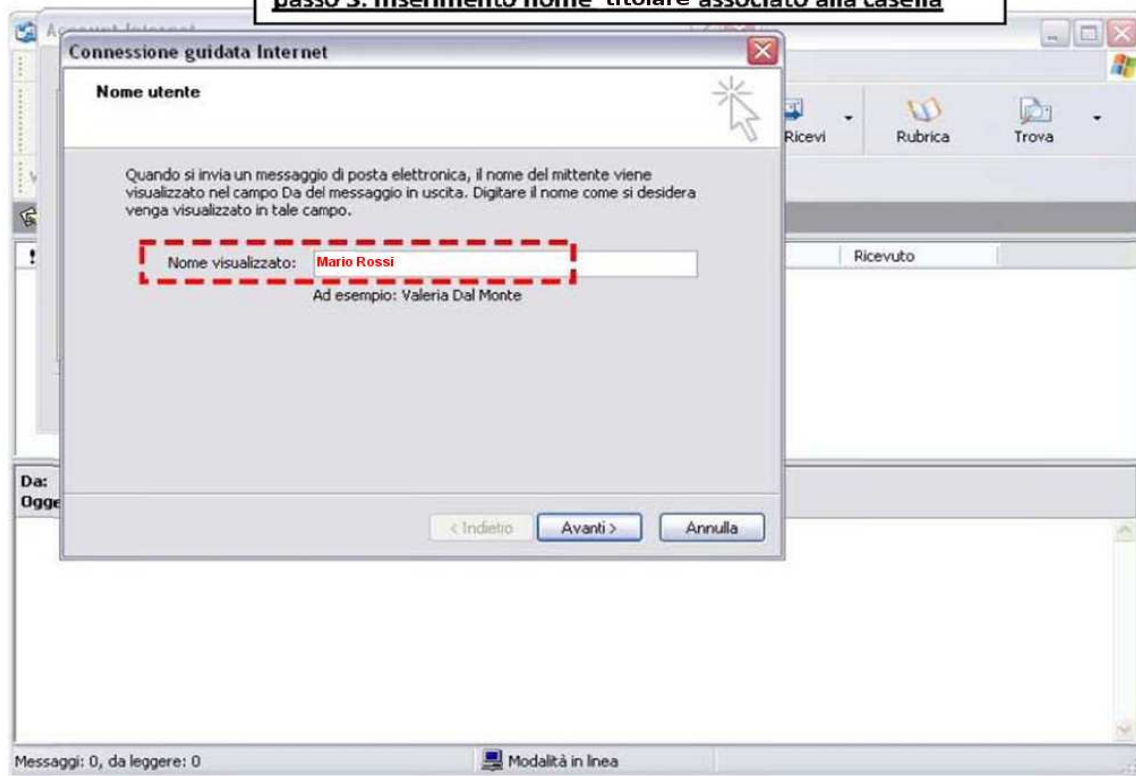 passo 3: inserimento nome titolare associato alla casella
Account Internet
Connessione guidata Internet
Nome utente
Ricevi
Rubrica
Trova
Quando si invia un messaggio di posta elettronica, il nome del mittente viene
visualizzato nel campo Da del messaggio in uscita. Digitare il nome come si desidera
venga visualizzato in tale campo.
! Ricevuto
Nome visualizzato: Mario Rossi
Ad esempio: Valeria Dal Monte
Da:
Ogge
< Indietro
Avanti >
Annulla
Messaggi: 0, da leggere: 0
Modalità in linea